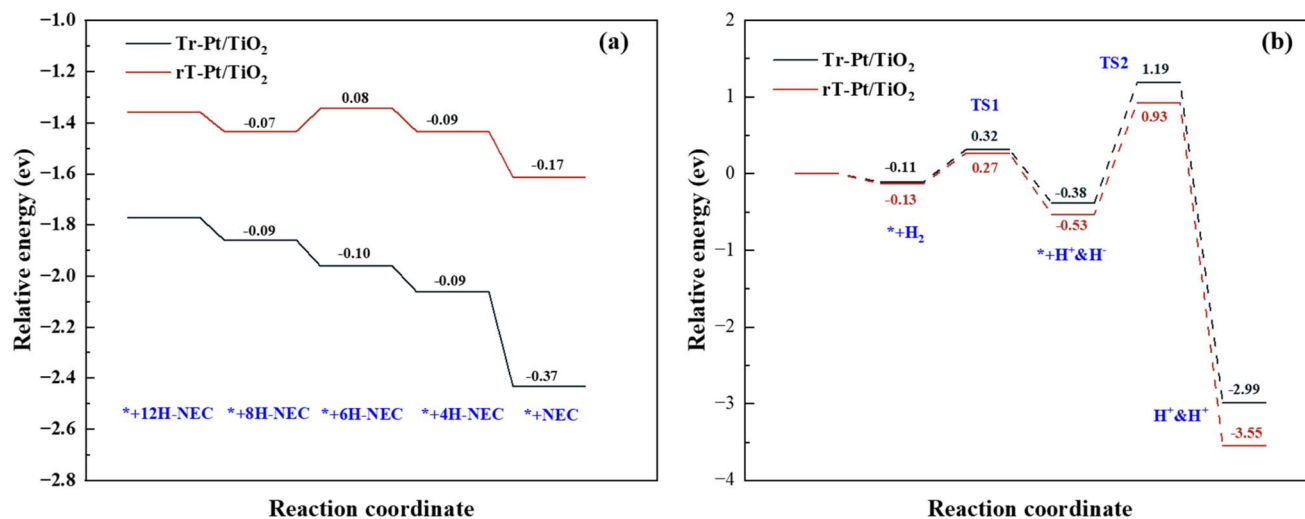 (a)
Tr-Pt/TiO₂
rT-Pt/TiO₂
Relative energy (ev)
−1.0
−1.2
−1.4
−1.6
−1.8
−2.0
−2.2
−2.4
−2.6
−2.8
-0.07
0.08
-0.09
-0.17
-0.09
-0.10
-0.09
-0.37
*+12H-NEC
*+8H-NEC
*+6H-NEC
*+4H-NEC
*+NEC
Reaction coordinate
(b)
Tr-Pt/TiO₂
rT-Pt/TiO₂
Relative energy (ev)
2
1
0
−1
−2
−3
−4
TS2
1.19
0.93
TS1
0.32
0.27
-0.11
-0.13
*+H₂
-0.38
-0.53
*+H⁺&H⁻
-2.99
H⁺&H⁺
-3.55
Reaction coordinate